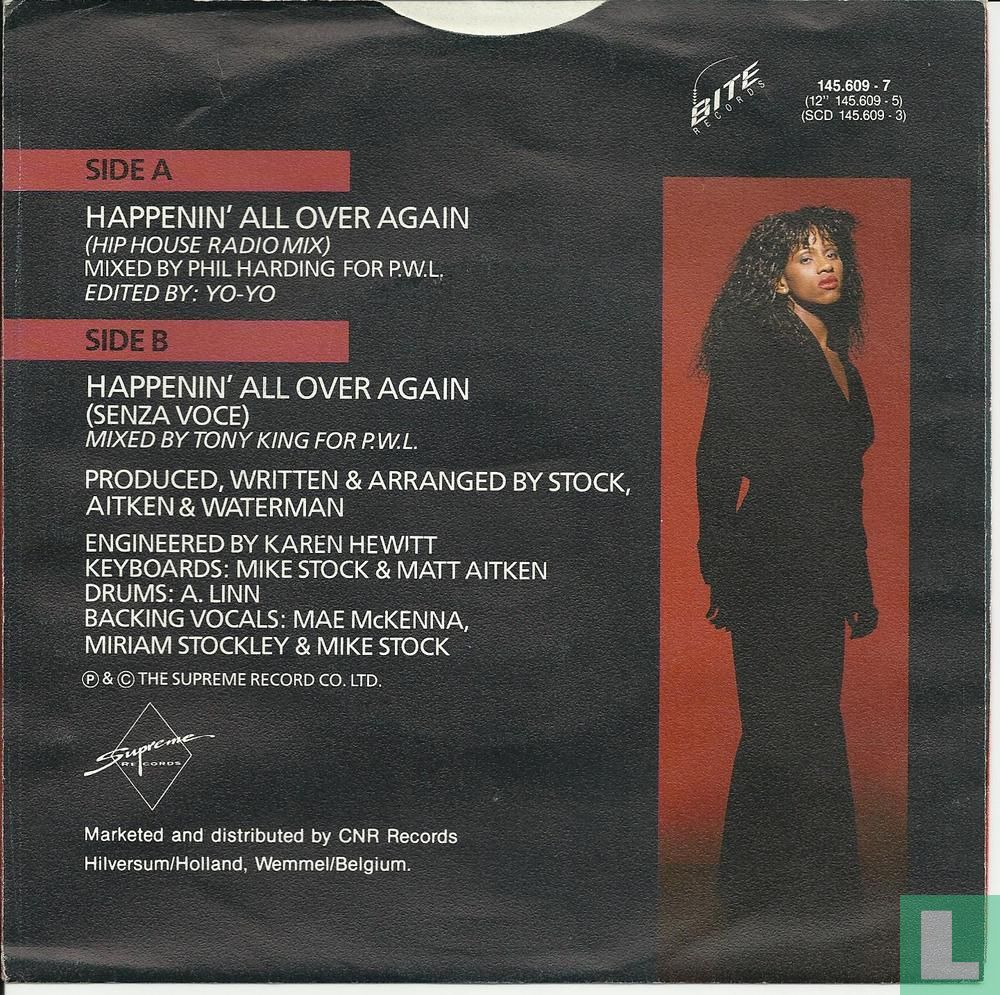 BITE
RECORDS
145.609 - 7
(12" 145.609 - 5)
(SCD 145.609 - 3)
SIDE A
HAPPENIN' ALL OVER AGAIN
(HIP HOUSE RADIO MIX)
MIXED BY PHIL HARDING FOR P.W.L.
EDITED BY: YO-YO
SIDE B
HAPPENIN' ALL OVER AGAIN
(SENZA VOCE)
MIXED BY TONY KING FOR P.W.L.
PRODUCED, WRITTEN & ARRANGED BY STOCK,
AITKEN & WATERMAN
ENGINEERED BY KAREN HEWITT
KEYBOARDS: MIKE STOCK & MATT AITKEN
DRUMS: A. LINN
BACKING VOCALS: MAE McKENNA,
MIRIAM STOCKLEY & MIKE STOCK
Ⓟ & © THE SUPREME RECORD CO. LTD.
Supreme
RECORDS
Marketed and distributed by CNR Records
Hilversum/Holland, Wemmel/Belgium.
L